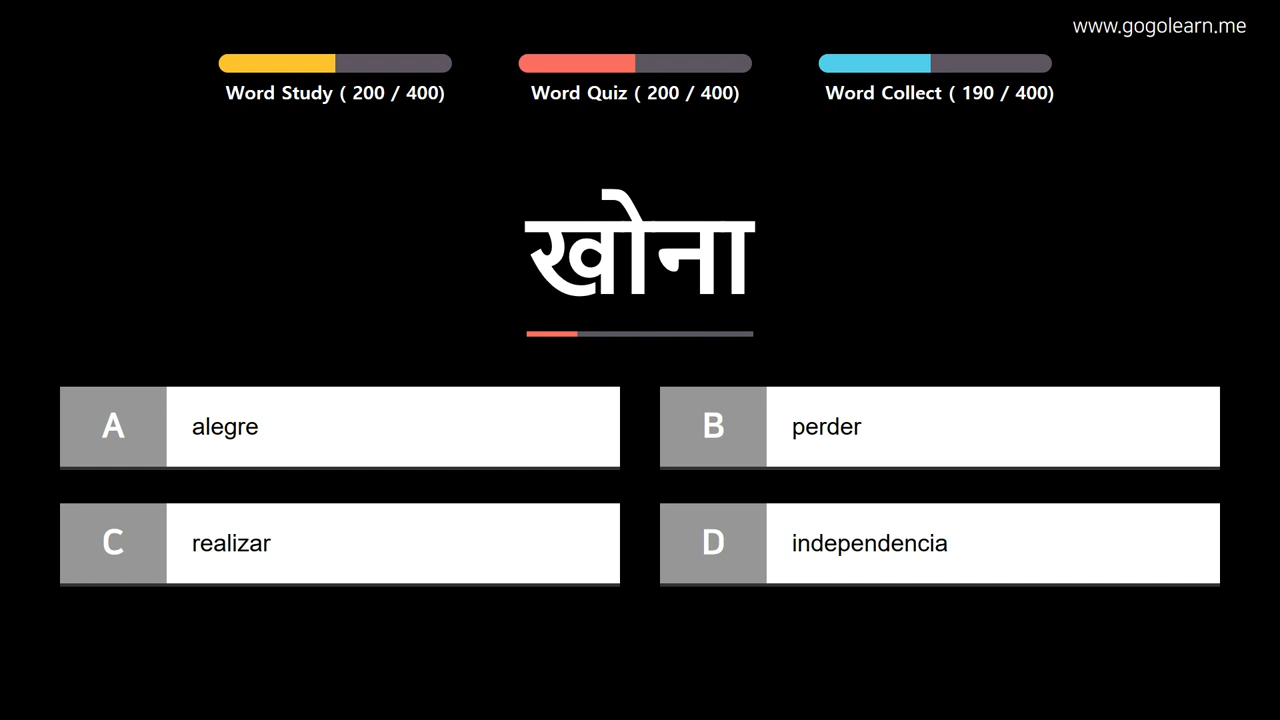 www.gogolearn.me
Word Study ( 200 / 400)
Word Quiz ( 200 / 400)
Word Collect ( 190 / 400)
खोना
A alegre
B perder
C realizar
D independencia